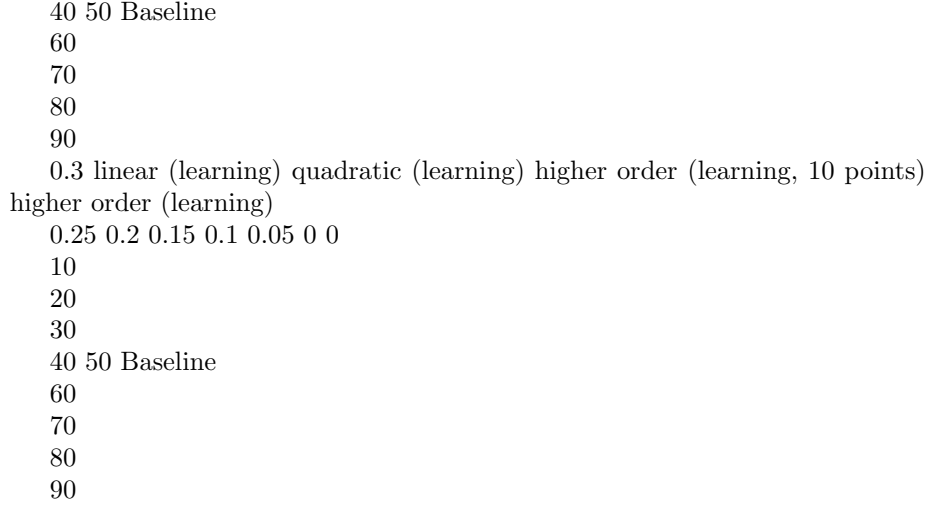 40 50 Baseline
60
70
80
90
0.3 linear (learning) quadratic (learning) higher order (learning, 10 points)
higher order (learning)
0.25 0.2 0.15 0.1 0.05 0 0
10
20
30
40 50 Baseline
60
70
80
90